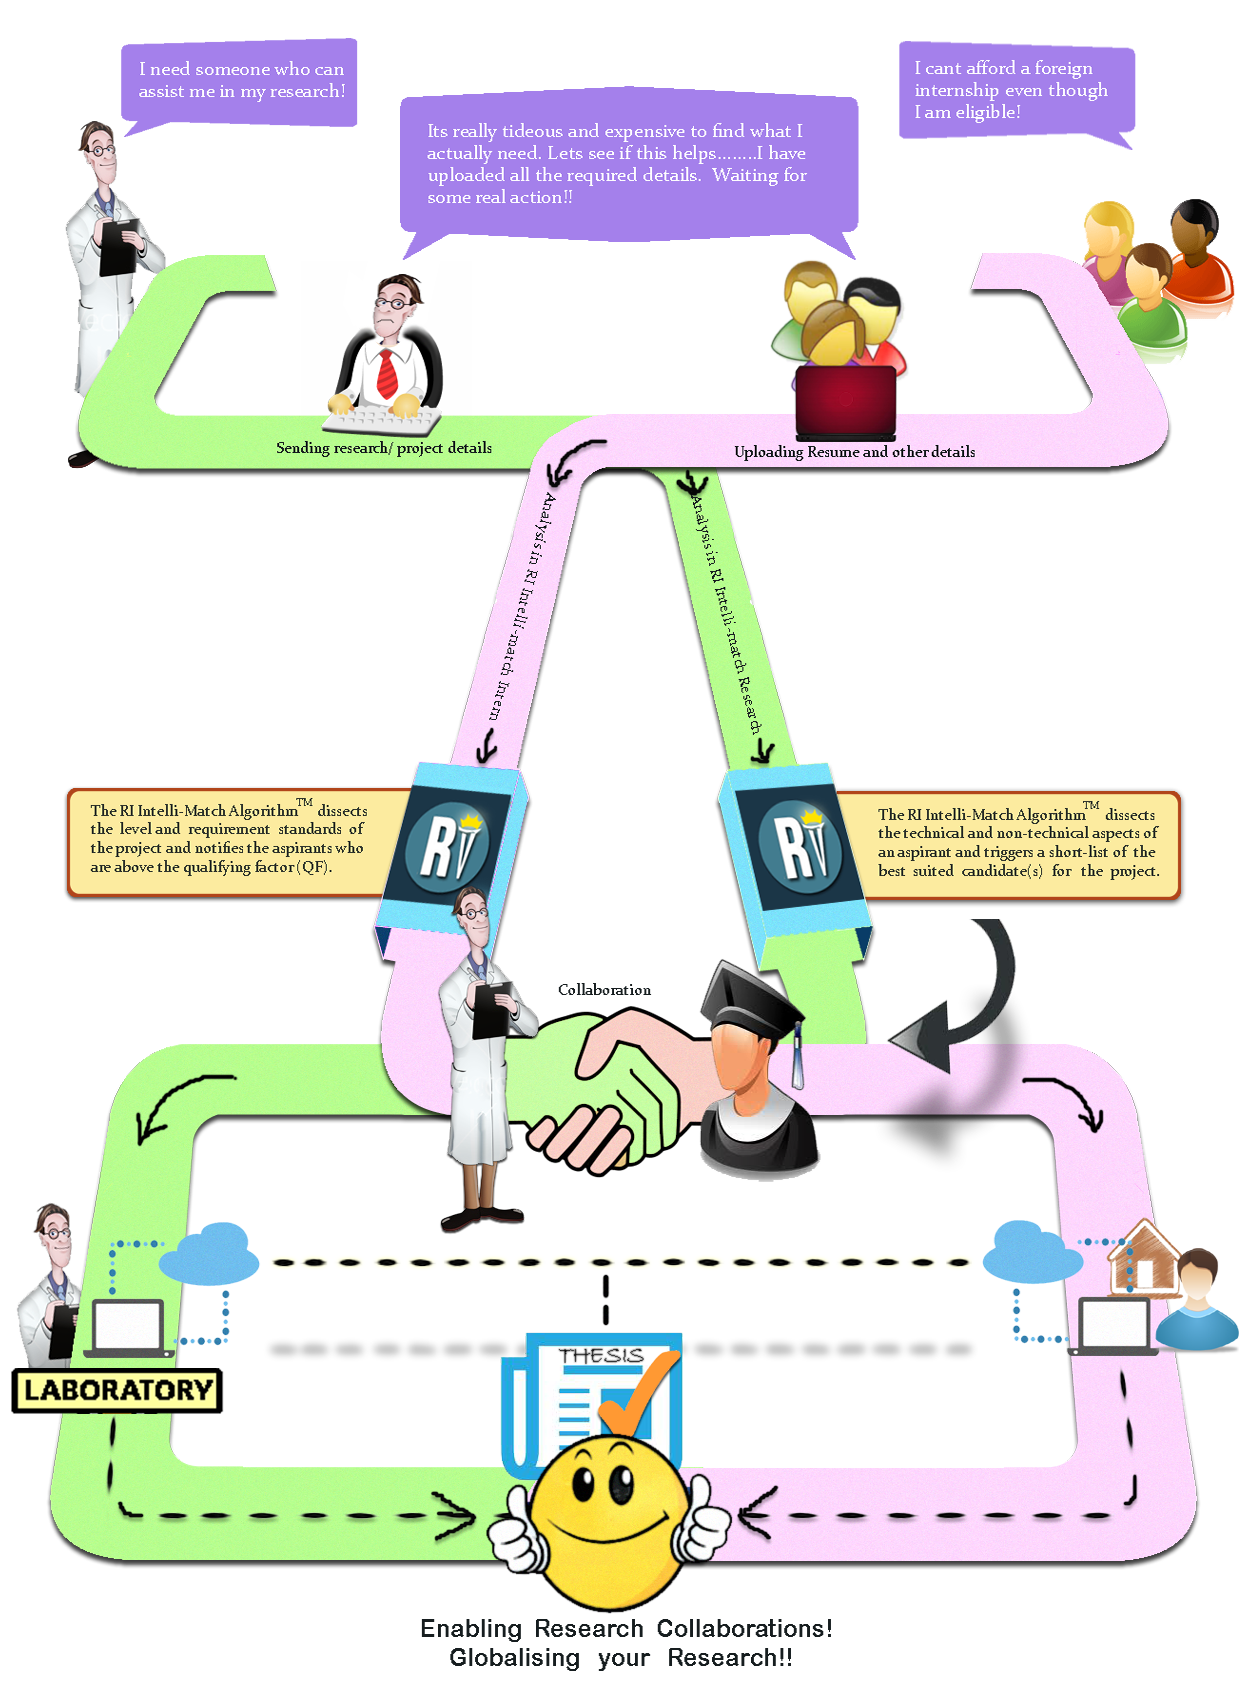 I need someone who can
assist me in my research!
I cant afford a foreign
internship even though
I am eligible!
Its really tideous and expensive to find what I
actually need. Lets see if this helps........I have
uploaded all the required details. Waiting for
some real action!!
Sending research/ project details
Uploading Resume and other details
Analysis in RI Intelli-match Intern
Analysis in RI Intelli-match Research
The RI Intelli-Match Algorithm™ dissects
the level and requirement standards of
the project and notifies the aspirants who
are above the qualifying factor (QF).
RI
RI
The RI Intelli-Match Algorithm™ dissects
the technical and non-technical aspects of
an aspirant and triggers a short-list of the
best suited candidate(s) for the project.
Collaboration
THESIS
LABORATORY
Enabling Research Collaborations!
Globalising your Research!!